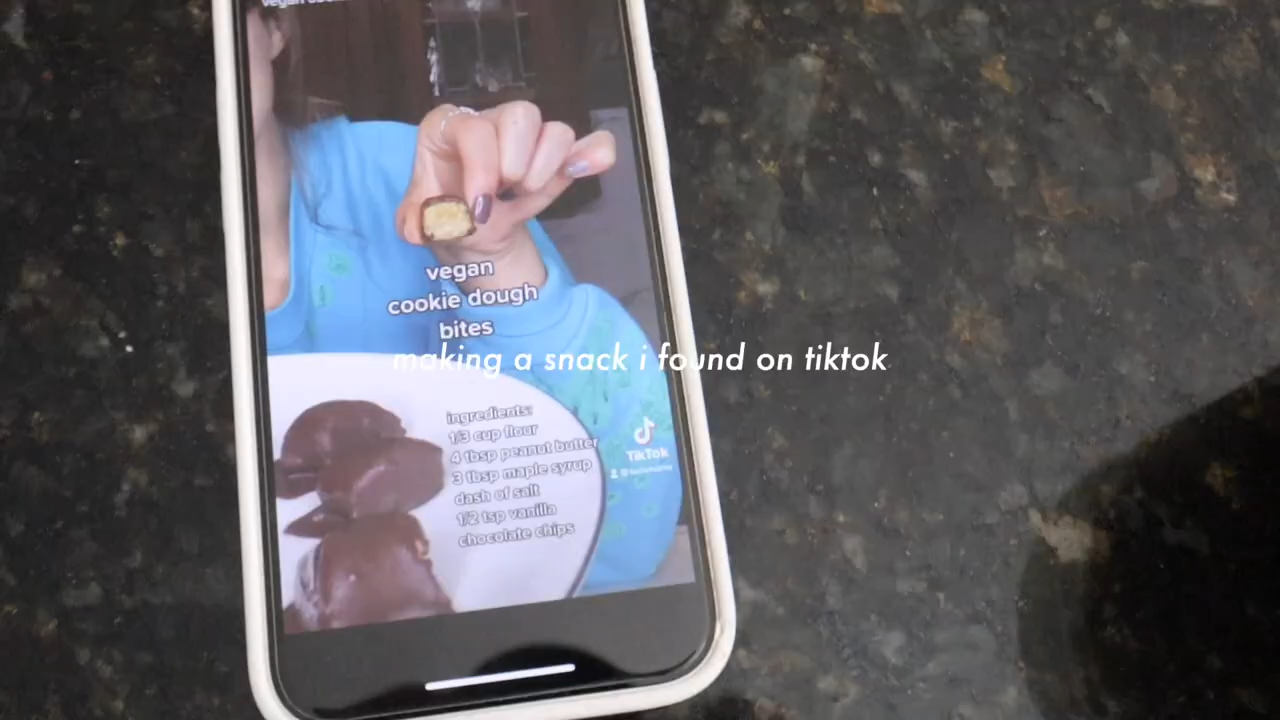 vegan
vegan
cookie dough
bites
making a snack i found on tiktok
ingredients:
1/3 cup flour
4 tbsp peanut butter
3 tbsp maple syrup
dash of salt
1/2 tsp vanilla
chocolate chips
TikTok